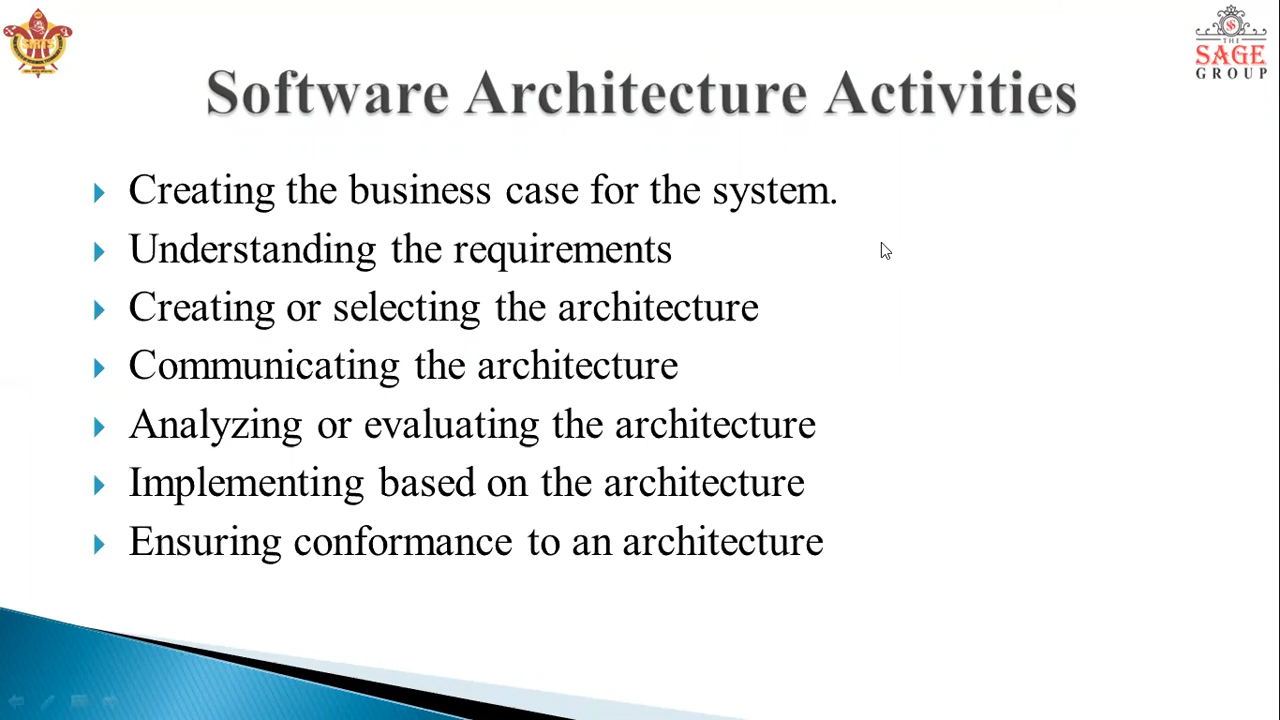 THE
SAGE
GROUP
Software Architecture Activities
Creating the business case for the system.
Understanding the requirements
Creating or selecting the architecture
Communicating the architecture
Analyzing or evaluating the architecture
Implementing based on the architecture
Ensuring conformance to an architecture